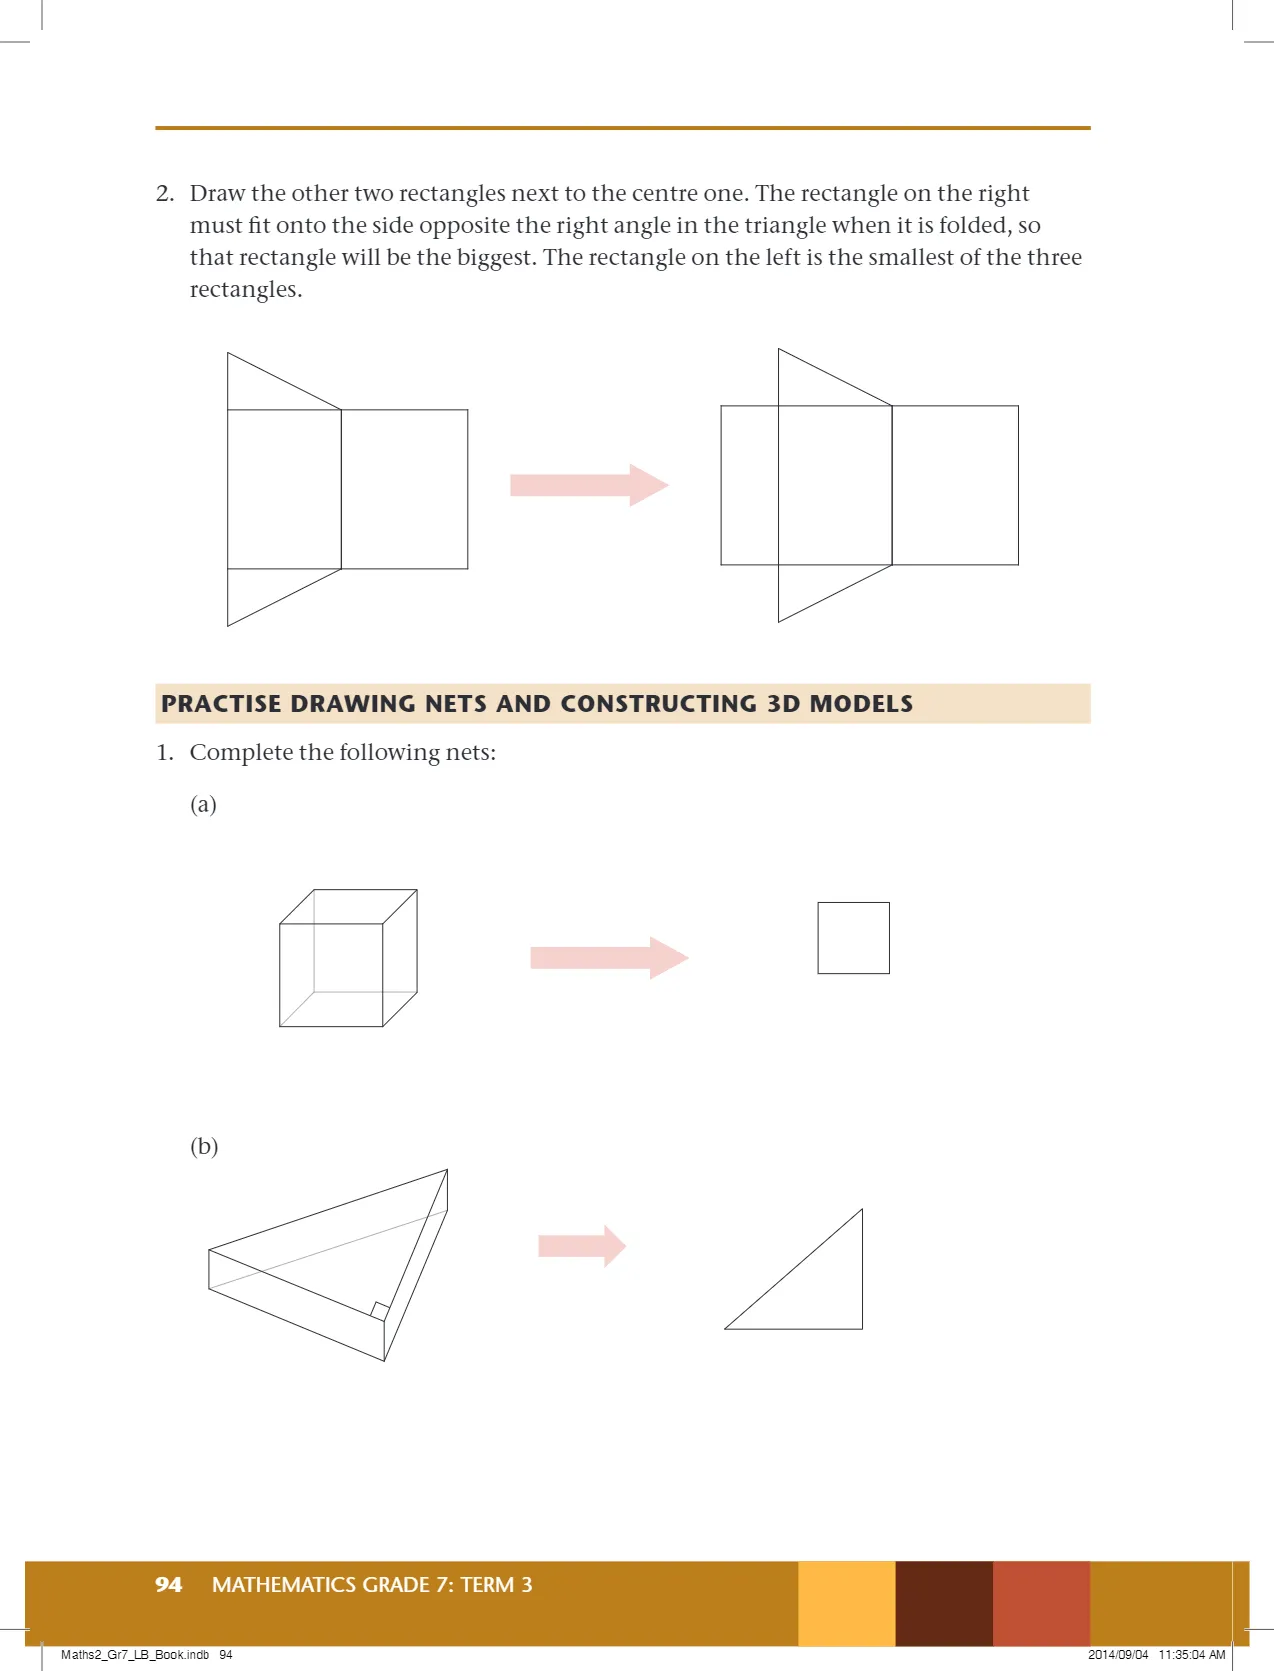 2. Draw the other two rectangles next to the centre one. The rectangle on the right
must fit onto the side opposite the right angle in the triangle when it is folded, so
that rectangle will be the biggest. The rectangle on the left is the smallest of the three
rectangles.
PRACTISE DRAWING NETS AND CONSTRUCTING 3D MODELS
1. Complete the following nets:
(a)
(b)
94 MATHEMATICS GRADE 7: TERM 3
Maths2_Gr7_LB_Book.indb 94 2014/09/04 11:35:04 AM